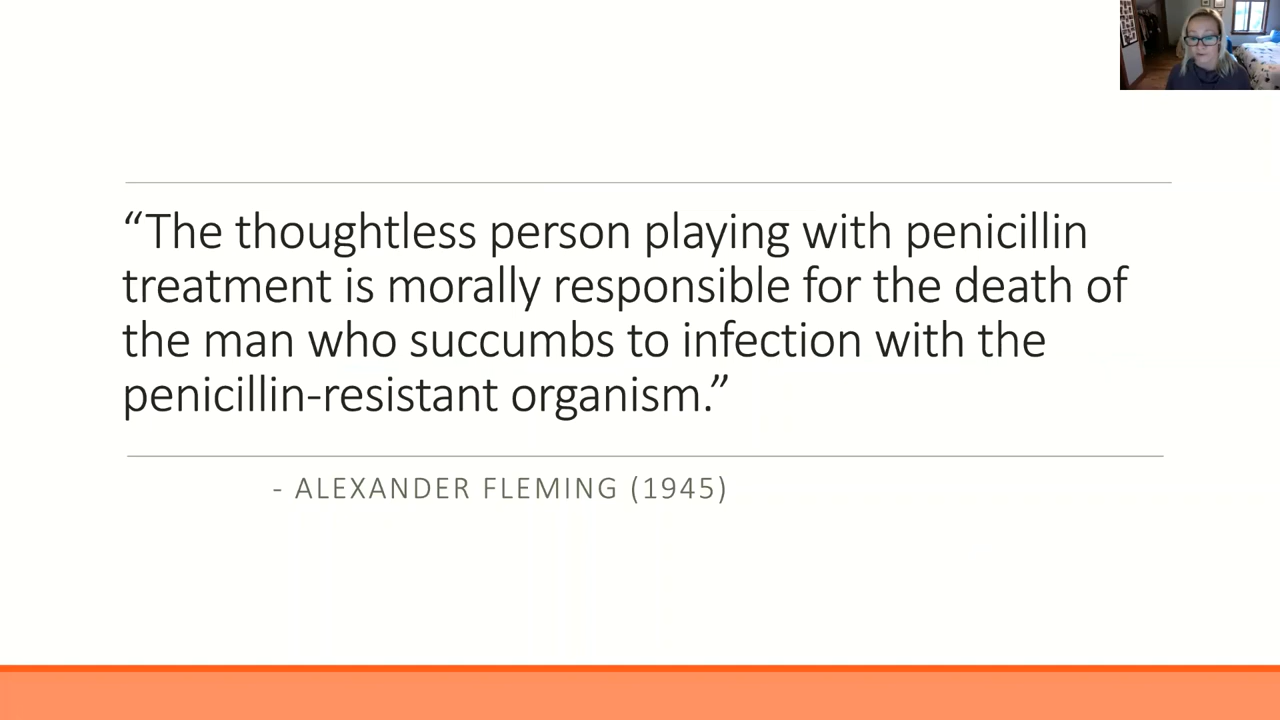 “The thoughtless person playing with penicillin
treatment is morally responsible for the death of
the man who succumbs to infection with the
penicillin-resistant organism.”
- ALEXANDER FLEMING (1945)